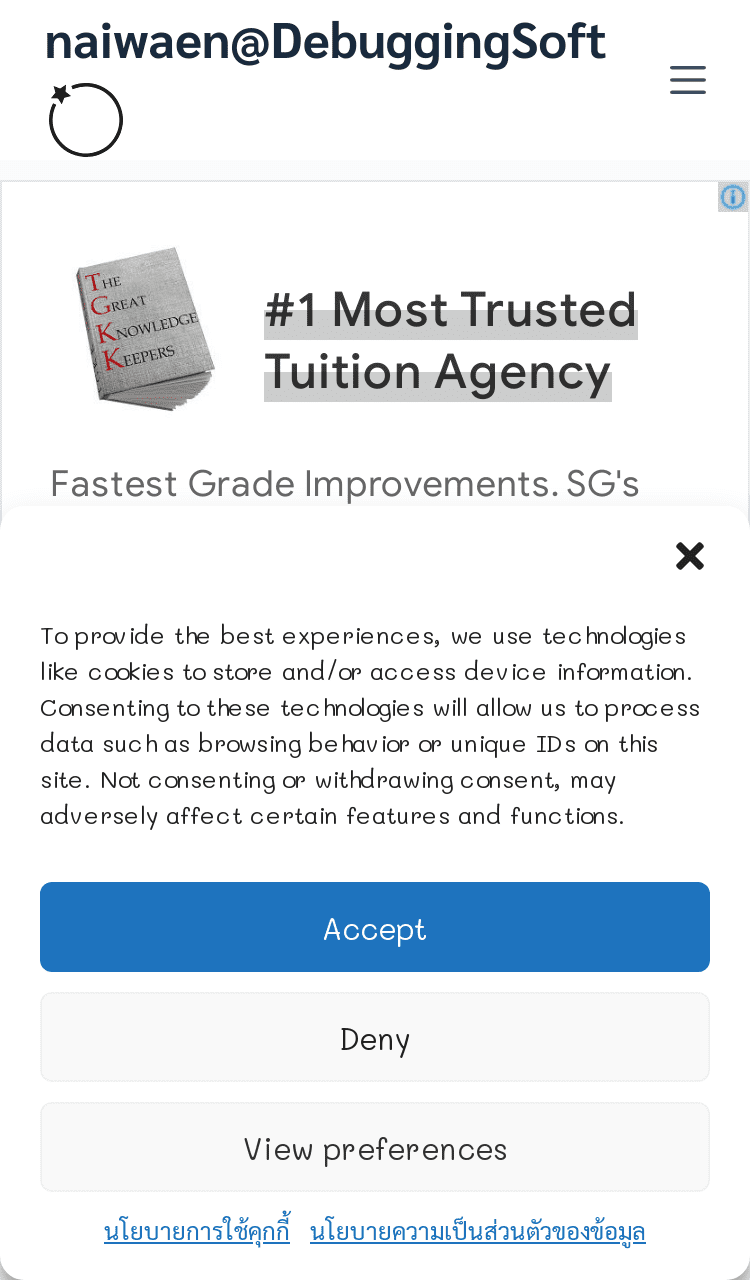 naiwaen@DebuggingSoft
THE
GREAT
KNOWLEDGE
KEEPERS
#1 Most Trusted
Tuition Agency
Fastest Grade Improvements. SG's
To provide the best experiences, we use technologies
like cookies to store and/or access device information.
Consenting to these technologies will allow us to process
data such as browsing behavior or unique IDs on this
site. Not consenting or withdrawing consent, may
adversely affect certain features and functions.
Accept
Deny
View preferences
นโยบายการใช้คุกกี้ นโยบายความเป็นส่วนตัวของข้อมูล